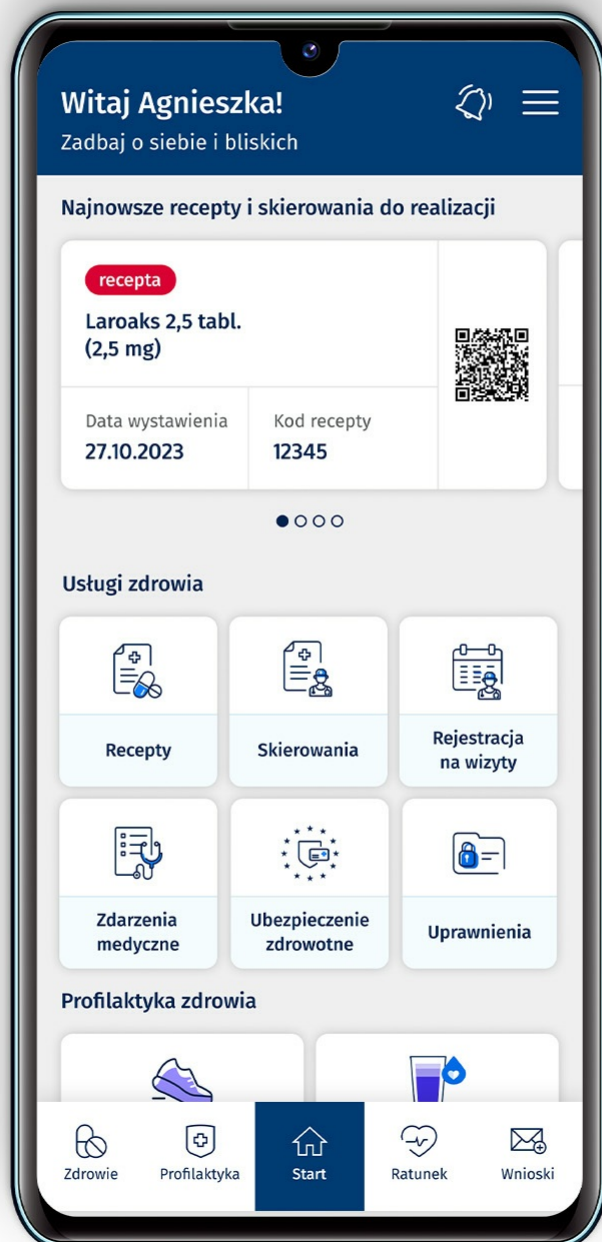 Witaj Agnieszka!
Zadbaj o siebie i bliskich
Najnowsze recepty i skierowania do realizacji
recepta
Laroaks 2,5 tabl.
(2,5 mg)
Data wystawienia
27.10.2023
Kod recepty
12345
Usługi zdrowia
Recepty
Skierowania
Rejestracja
na wizyty
Zdarzenia
medyczne
Ubezpieczenie
zdrowotne
Uprawnienia
Profilaktyka zdrowia
Zdrowie
Profilaktyka
Start
Ratunek
Wnioski